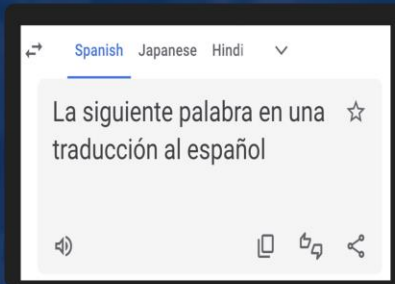 Spanish Japanese Hindi
La siguiente palabra en una
traducción al español